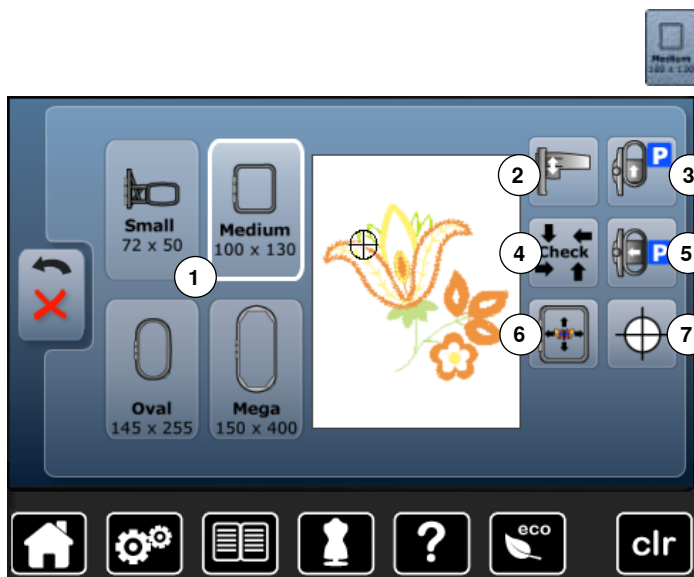 Medium
100 x 130
Small
72 x 50
Medium
100 x 130
1
2
P
3
4
Check
P
5
6
7
Oval
145 x 255
Mega
150 x 400
?
eco
clr